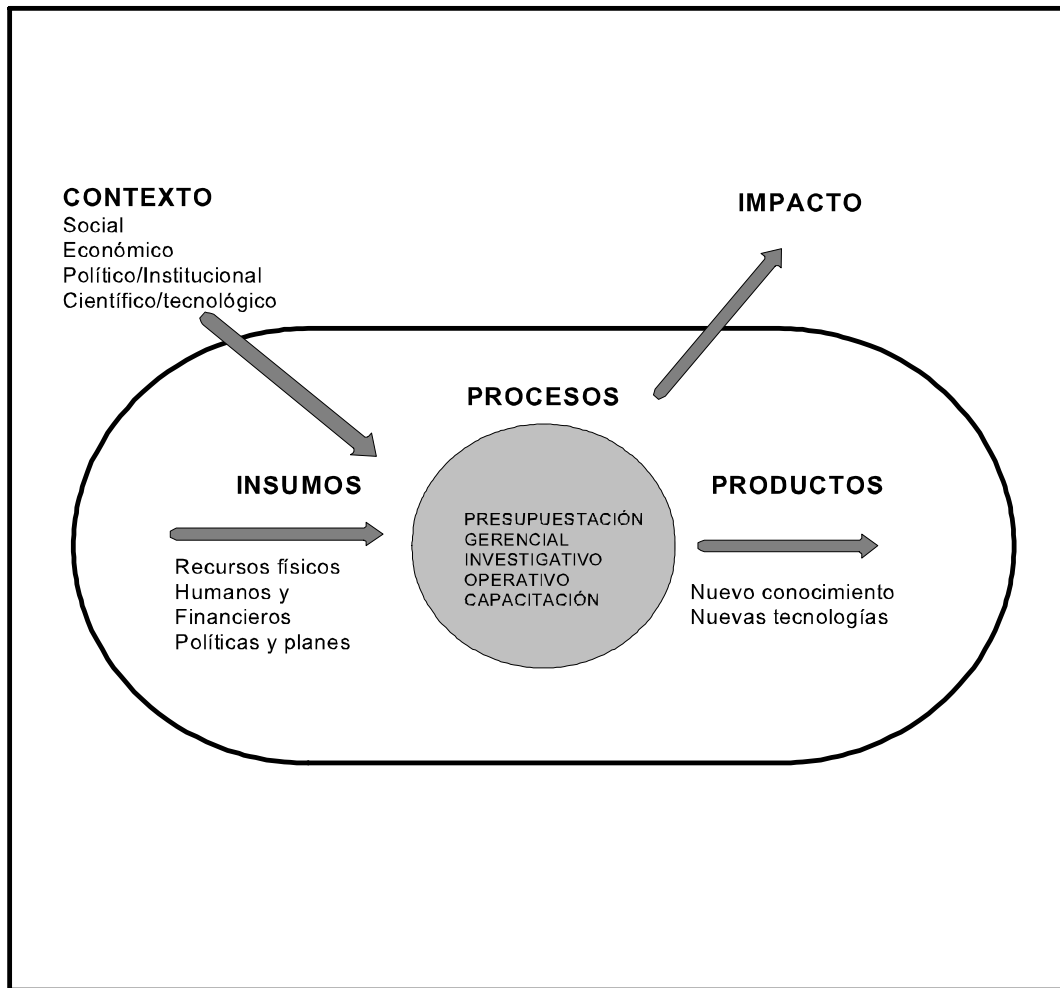 CONTEXTO
Social
Económico
Político/Institucional
Científico/tecnológico
IMPACTO
PROCESOS
INSUMOS
Recursos físicos
Humanos y
Financieros
Políticas y planes
PRESUPUESTACIÓN
GERENCIAL
INVESTIGATIVO
OPERATIVO
CAPACITACIÓN
PRODUCTOS
Nuevo conocimiento
Nuevas tecnologías